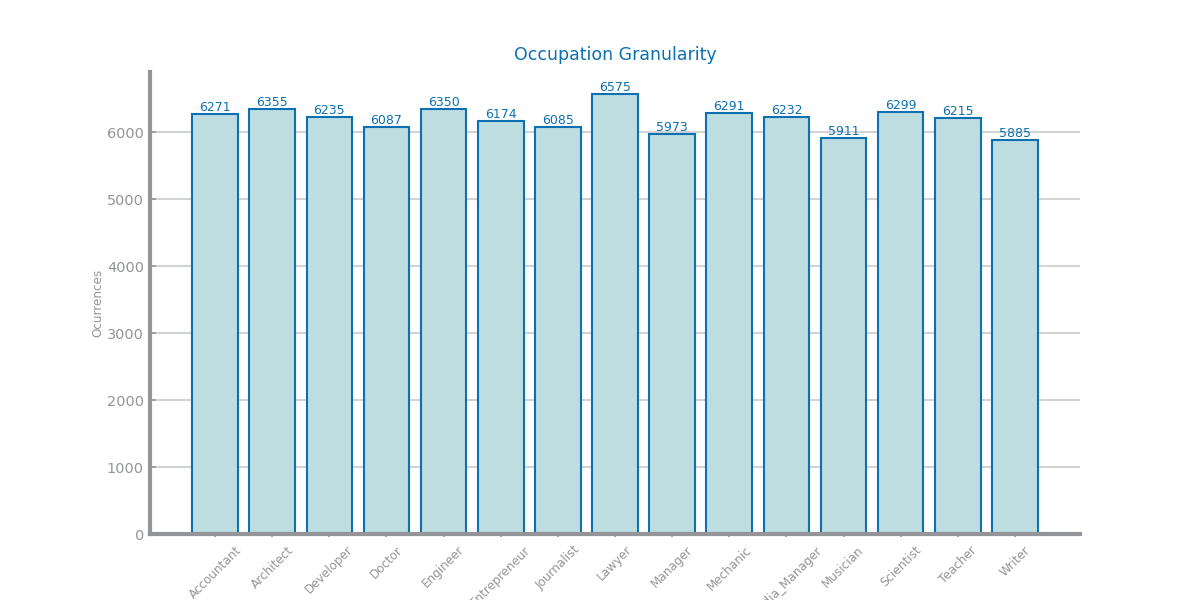 Occupation Granularity
6271
6355
6235
6087
6350
6174
6085
6575
5973
6291
6232
5911
6299
6215
5885
6000
5000
4000
3000
2000
1000
0
Ocurrences
Accountant
Architect
Developer
Doctor
Engineer
Entrepreneur
Journalist
Lawyer
Manager
Mechanic
dia_Manager
Musician
Scientist
Teacher
Writer